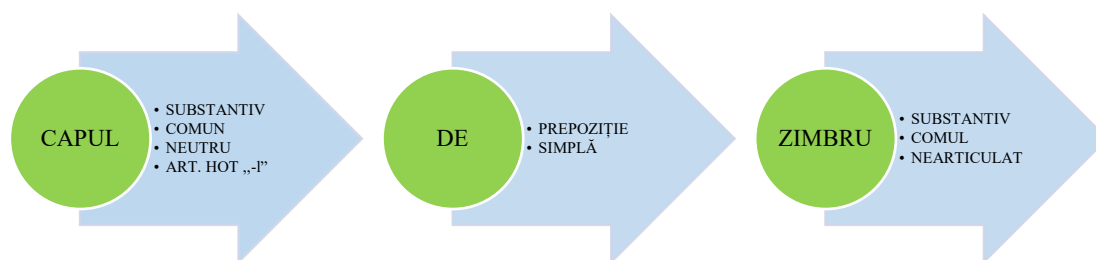 CAPUL
• SUBSTANTIV
• COMUN
• NEUTRU
• ART. HOT „-l”
DE
• PREPOZIȚIE
• SIMPLĂ
ZIMBRU
• SUBSTANTIV
• COMUL
• NEARTICULAT